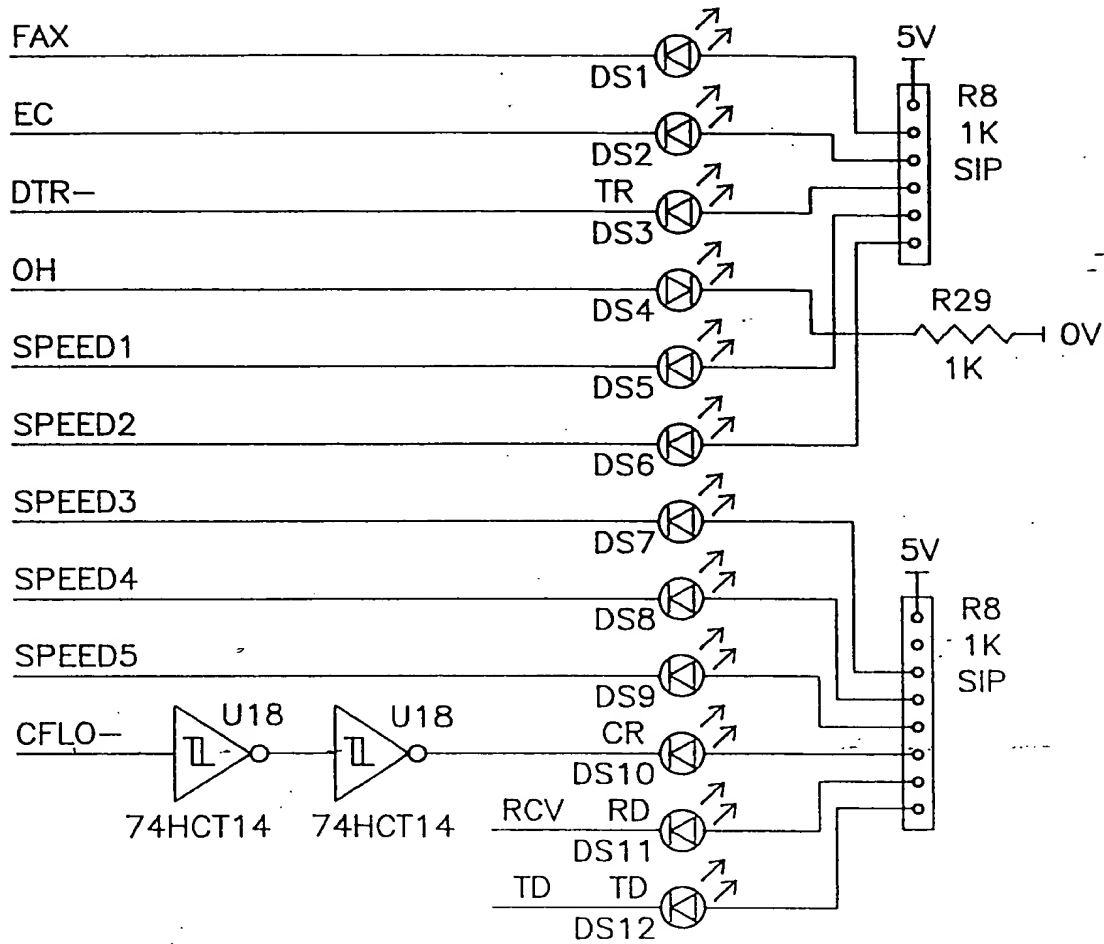 FAX
DS1
5V
R8
1K
SIP
EC
DS2
DTR-
TR
DS3
OH
DS4
R29
1K
0V
SPEED1
DS5
SPEED2
DS6
SPEED3
DS7
5V
R8
1K
SIP
SPEED4
DS8
SPEED5
DS9
CFLO-
U18
74HCT14
U18
74HCT14
CR
DS10
RCV
RD
DS11
TD
TD
DS12